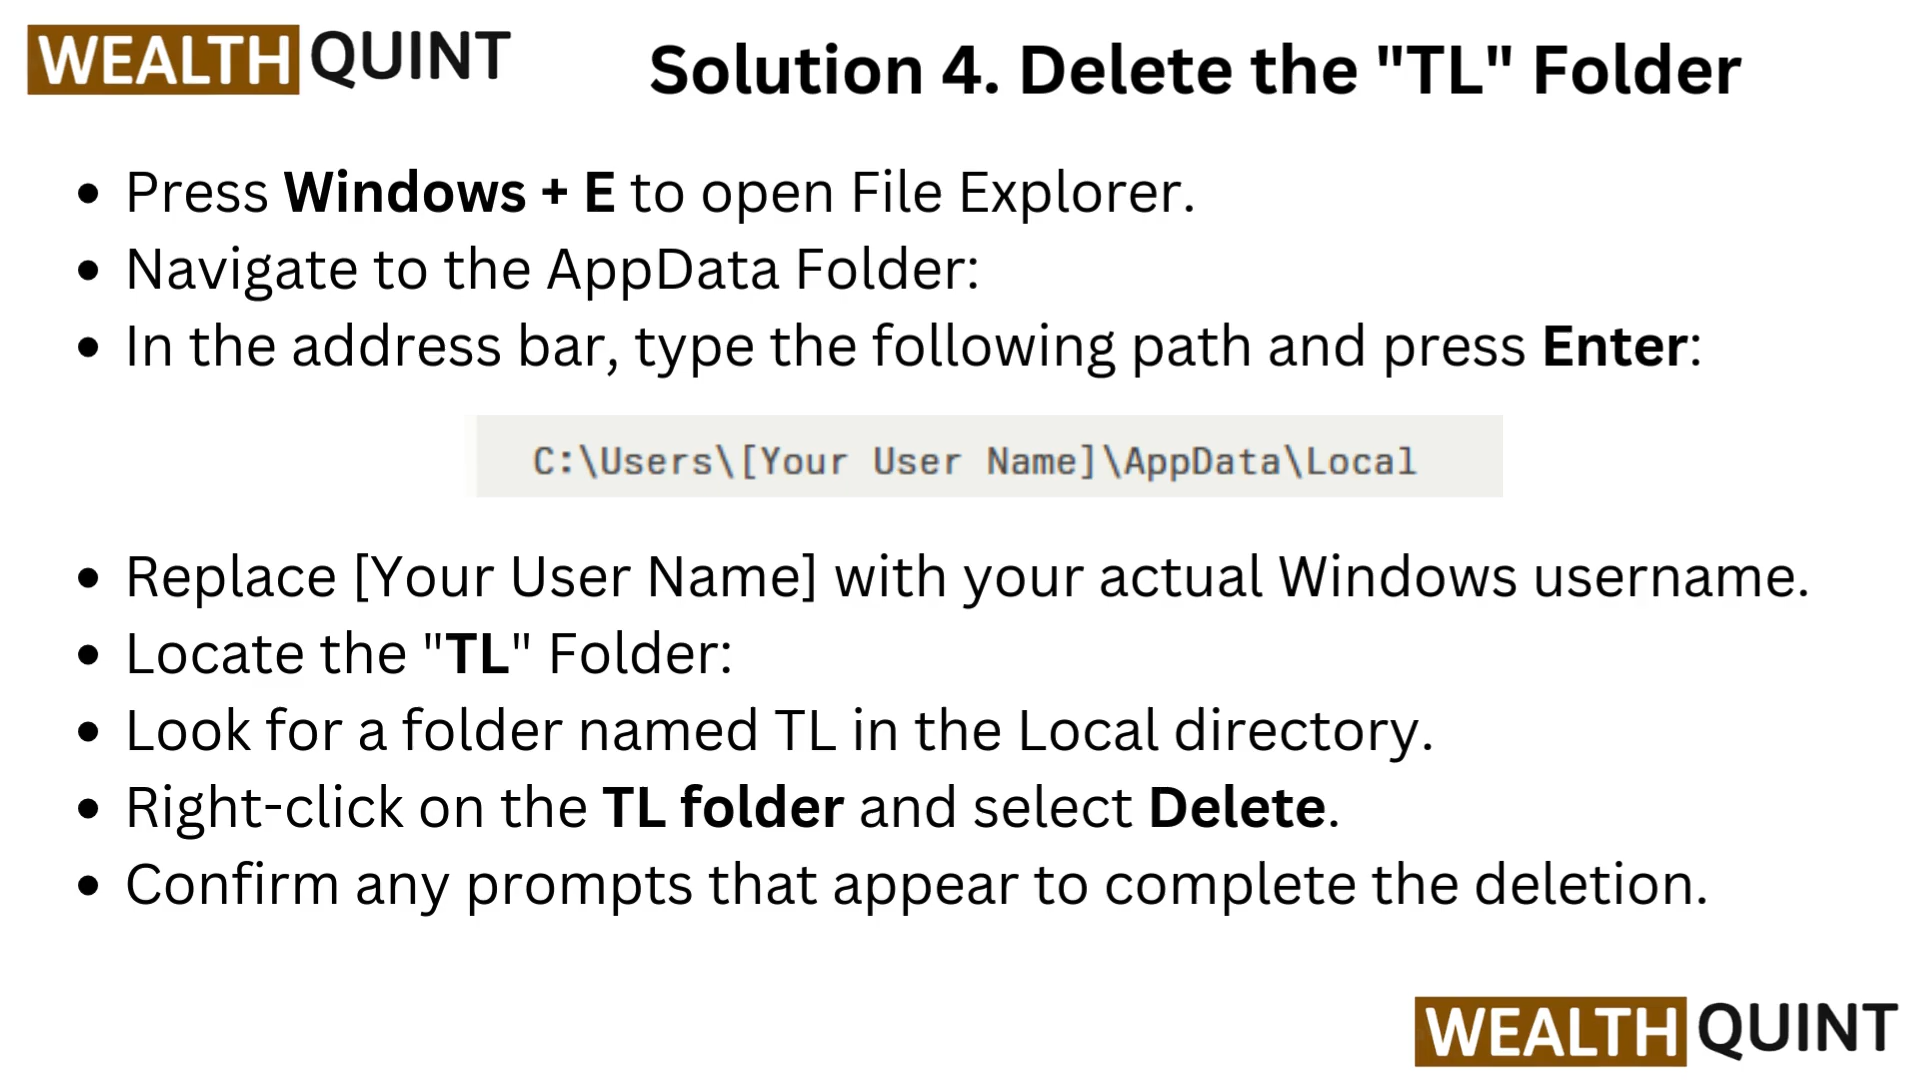 WEALTH QUINT
Solution 4. Delete the "TL" Folder
• Press Windows + E to open File Explorer.
• Navigate to the AppData Folder:
• In the address bar, type the following path and press Enter:
C:\Users\[Your User Name]\AppData\Local
• Replace [Your User Name] with your actual Windows username.
• Locate the "TL" Folder:
• Look for a folder named TL in the Local directory.
• Right-click on the TL folder and select Delete.
• Confirm any prompts that appear to complete the deletion.
WEALTH QUINT